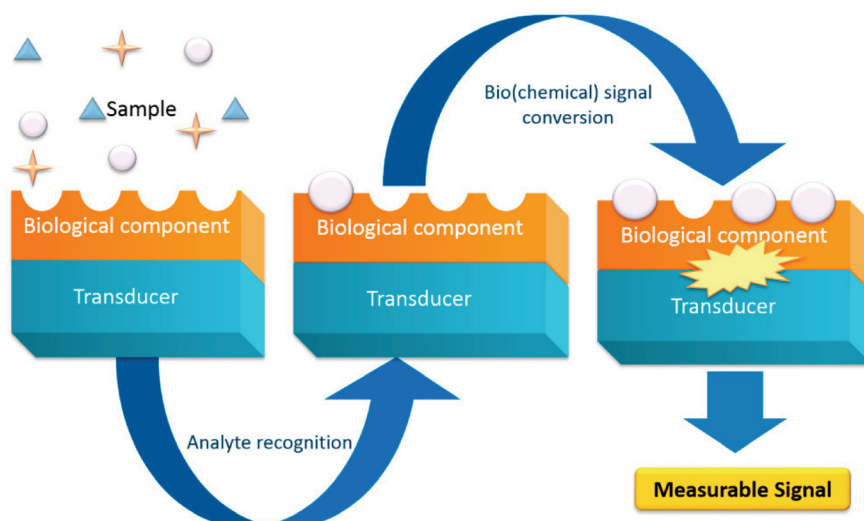 Sample
Biological component
Transducer
Analyte recognition
Biological component
Transducer
Bio(chemical) signal
conversion
Biological component
Transducer
Measurable Signal